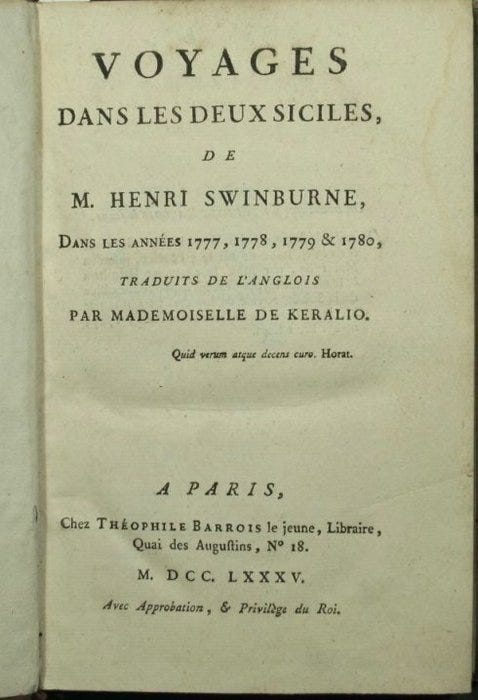 VOYAGES
DANS LES DEUX SICILES,
DE
M. HENRI SWINBURNE,
DANS LES ANNÉES 1777, 1778, 1779 & 1780,
TRADUITS DE L'ANGLOIS
PAR MADEMOISELLE DE KERALIO.
Quid verum atque decens curo. Horat.
A PARIS,
Chez THÉOPHILE BARROIS le jeune, Libraire,
Quai des Auguſtins, Nº 18.
M. DCC. LXXXV.
Avec Approbation, & Privilège du Roi.